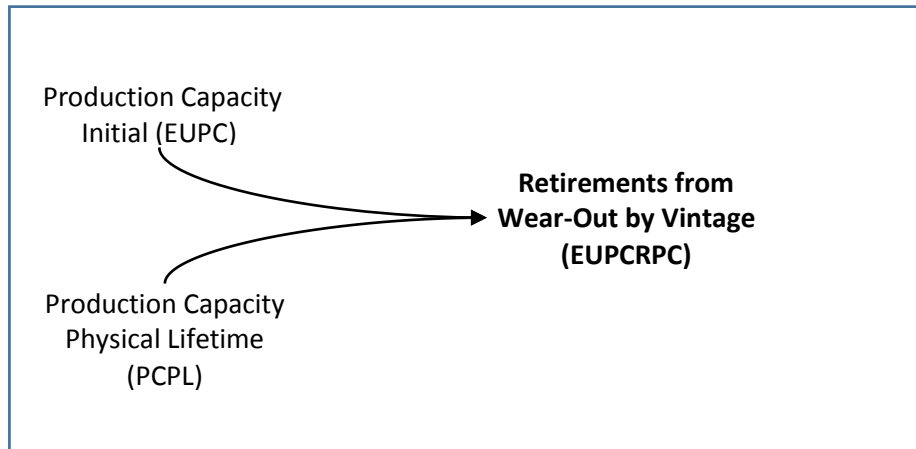 Production Capacity
Initial (EUPC)
Retirements from
Wear-Out by Vintage
(EUPCRPC)
Production Capacity
Physical Lifetime
(PCPL)